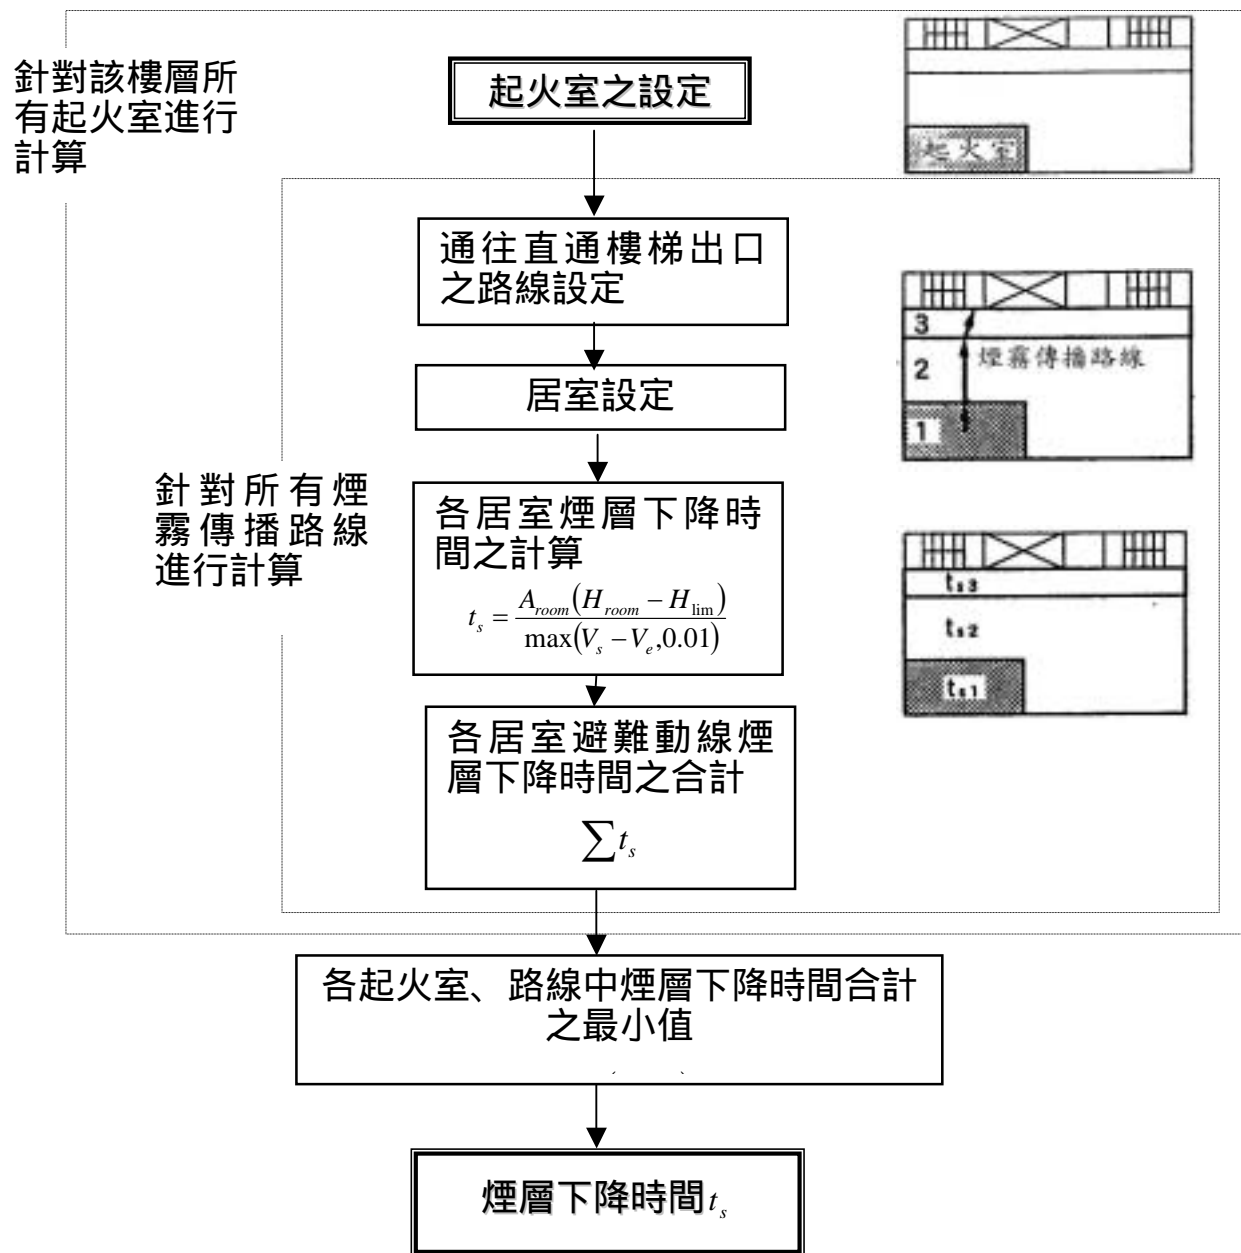 針對該樓層所
有起火室進行
計算
起火室之設定
起火室
通往直通樓梯出口
之路線設定
3
2
煙霧傳播路線
1
居室設定
針對所有煙
霧傳播路線
進行計算
各居室煙層下降時
間之計算
t_s = A_room(H_room − H_lim) / max(V_s − V_e,0.01)
ts3
ts2
ts1
各居室避難動線煙
層下降時間之合計
∑t_s
各起火室、路線中煙層下降時間合計
之最小值
煙層下降時間t_s